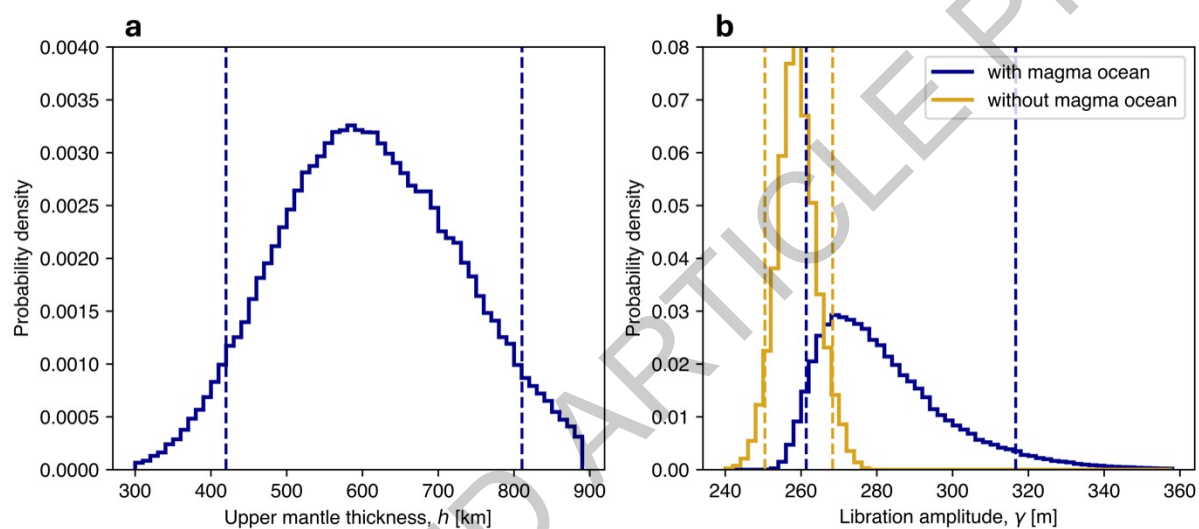 a
0.0040
0.0035
0.0030
0.0025
0.0020
0.0015
0.0010
0.0005
0.0000
Probability density
300 400 500 600 700 800 900
Upper mantle thickness, h [km]
b
0.08
0.07
0.06
0.05
0.04
0.03
0.02
0.01
0.00
Probability density
with magma ocean
without magma ocean
240 260 280 300 320 340 360
Libration amplitude, γ [m]
D ARTICLE P